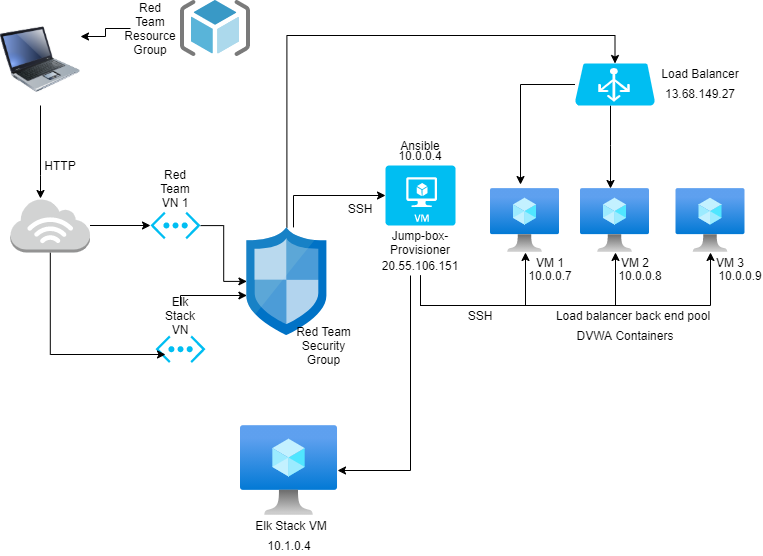 Red
Team
Resource
Group
Load Balancer
13.68.149.27
HTTP
Ansible
10.0.0.4
Red
Team
VN 1
SSH
VM
Jump-box-
Provisioner
20.55.106.151
VM 1
10.0.0.7
VM 2
10.0.0.8
VM 3
10.0.0.9
Elk
Stack
VN
Red Team
Security
Group
SSH
Load balancer back end pool
DVWA Containers
Elk Stack VM
10.1.0.4